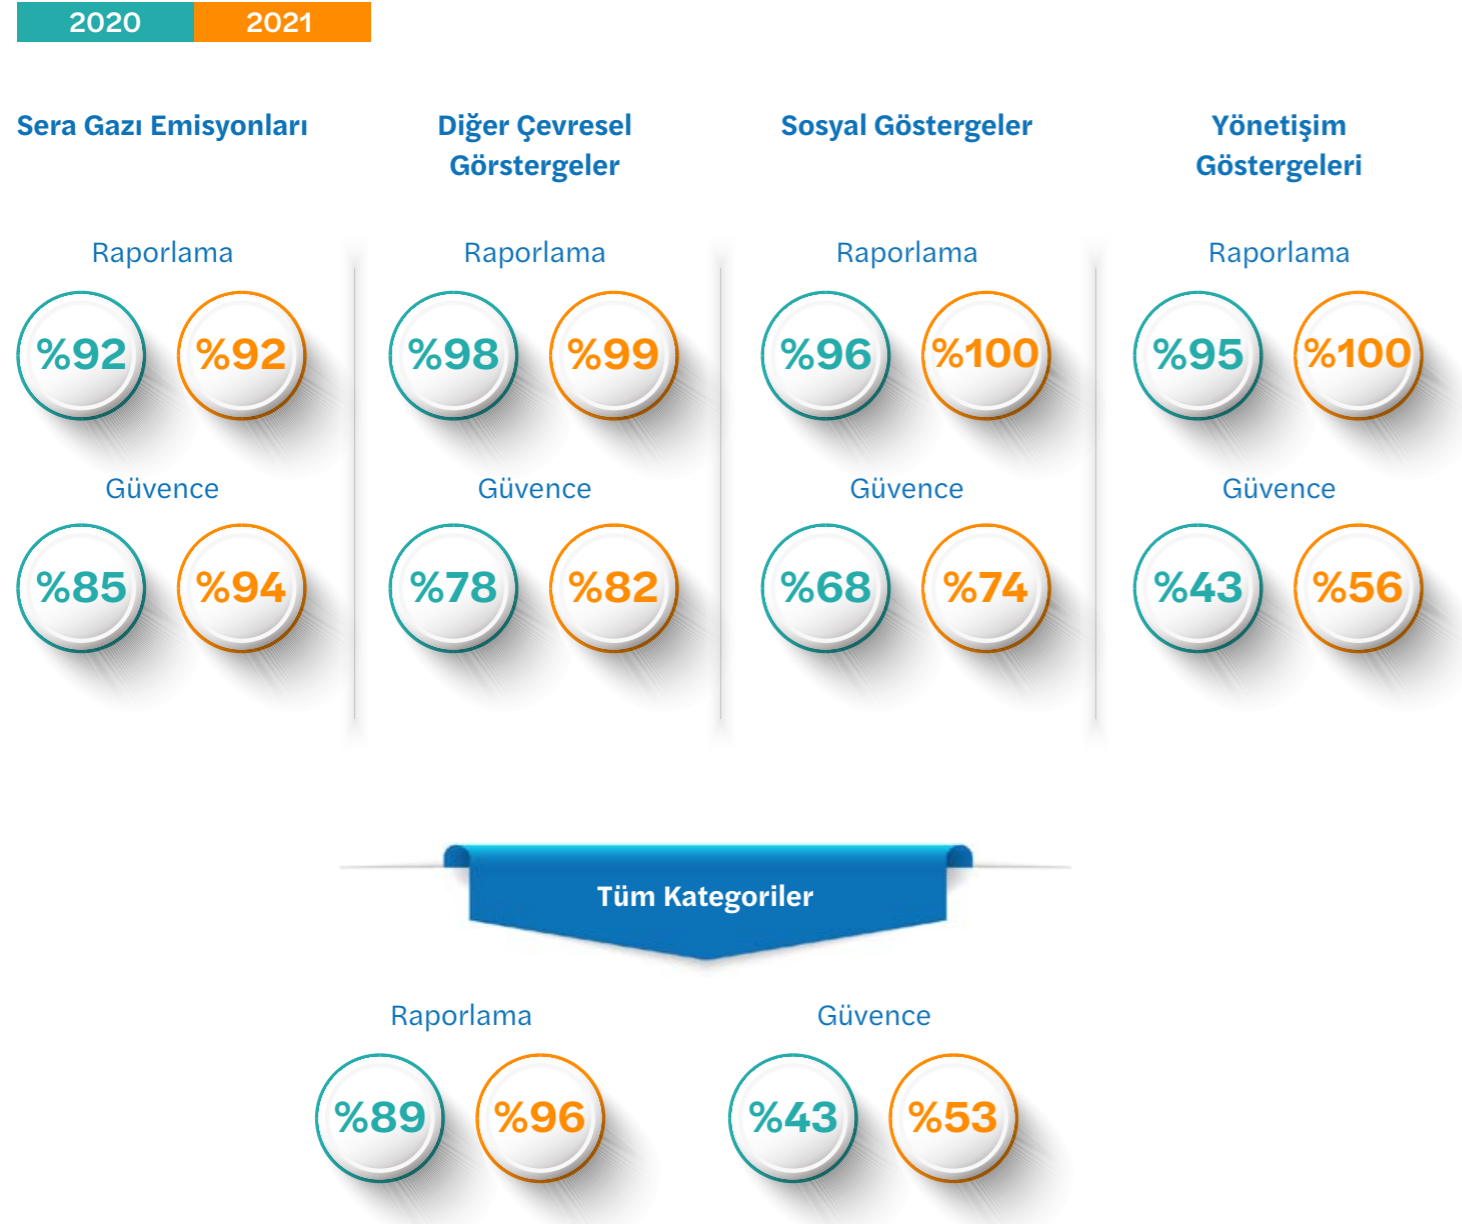 2020 2021
Sera Gazı Emisyonları
Diğer Çevresel
Görstergeler
Sosyal Göstergeler
Yönetişim
Göstergeleri
Raporlama Raporlama Raporlama Raporlama
%92 %92 %98 %99 %96 %100 %95 %100
Güvence Güvence Güvence Güvence
%85 %94 %78 %82 %68 %74 %43 %56
Tüm Kategoriler
Raporlama Güvence
%89 %96 %43 %53